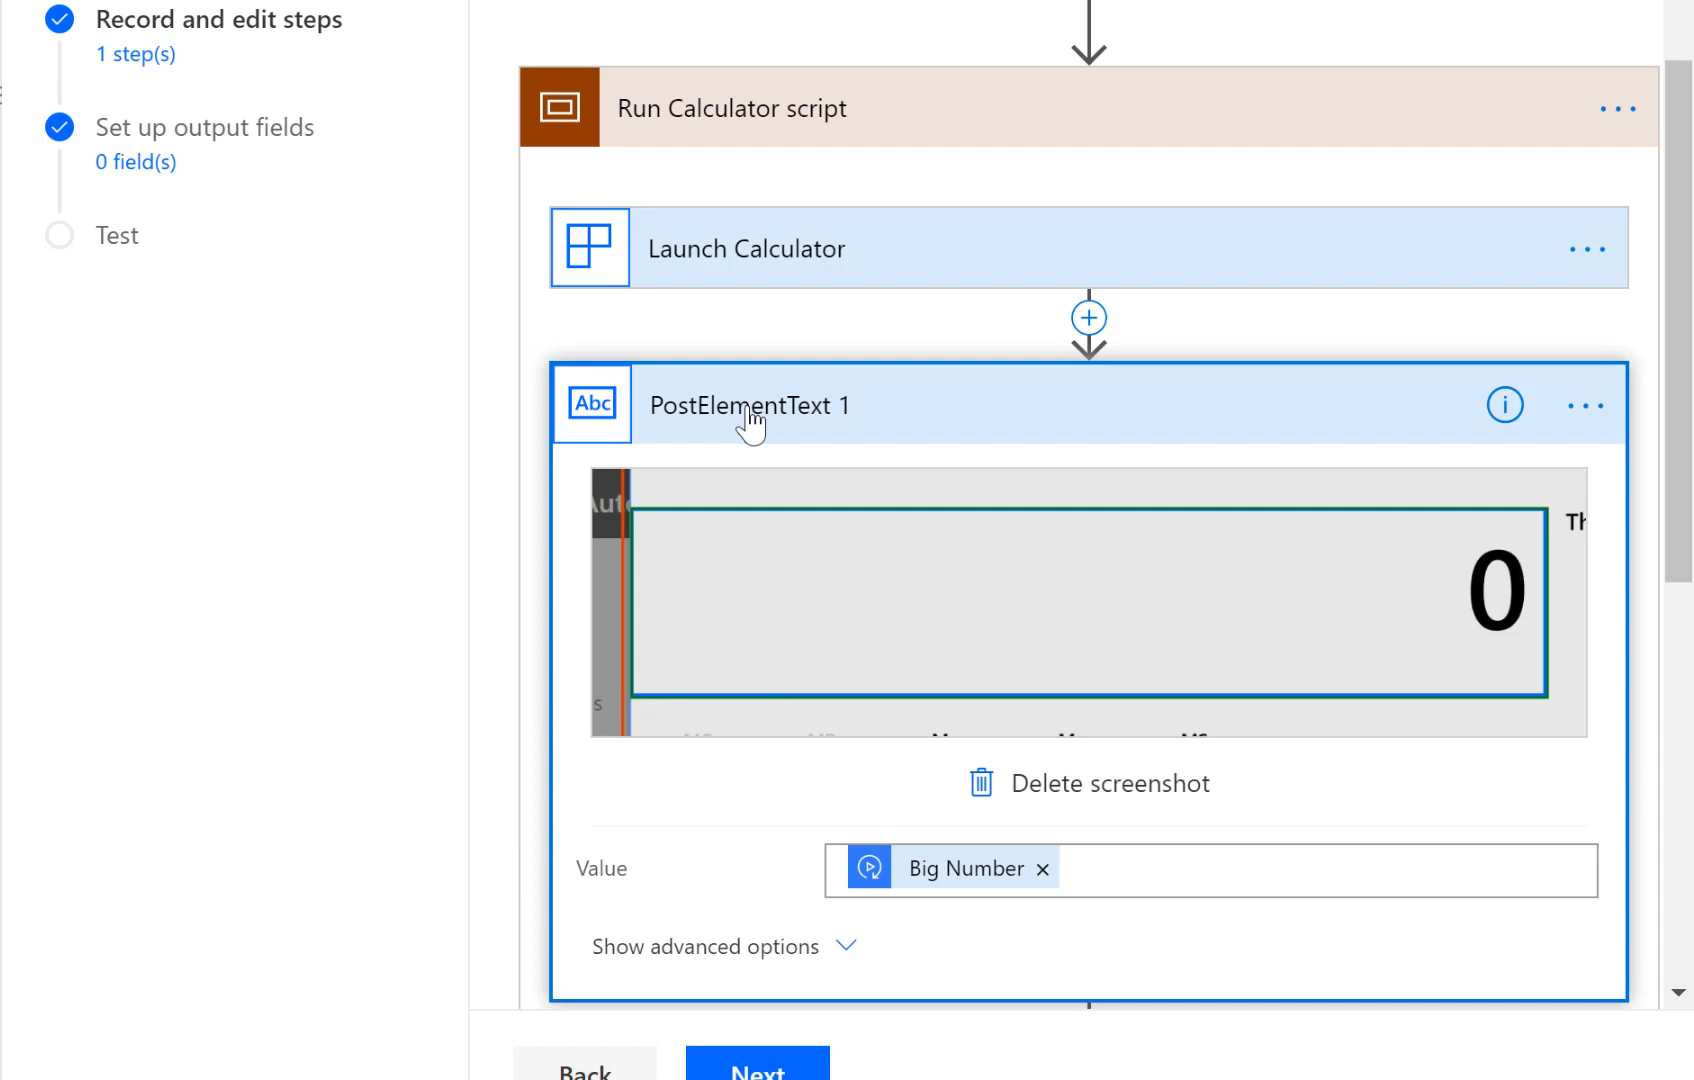 Record and edit steps
1 step(s)
Set up output fields
0 field(s)
Test
Run Calculator script
Launch Calculator
Abc
PostElementText 1
0
Delete screenshot
Value
Big Number
Show advanced options
Back
Next